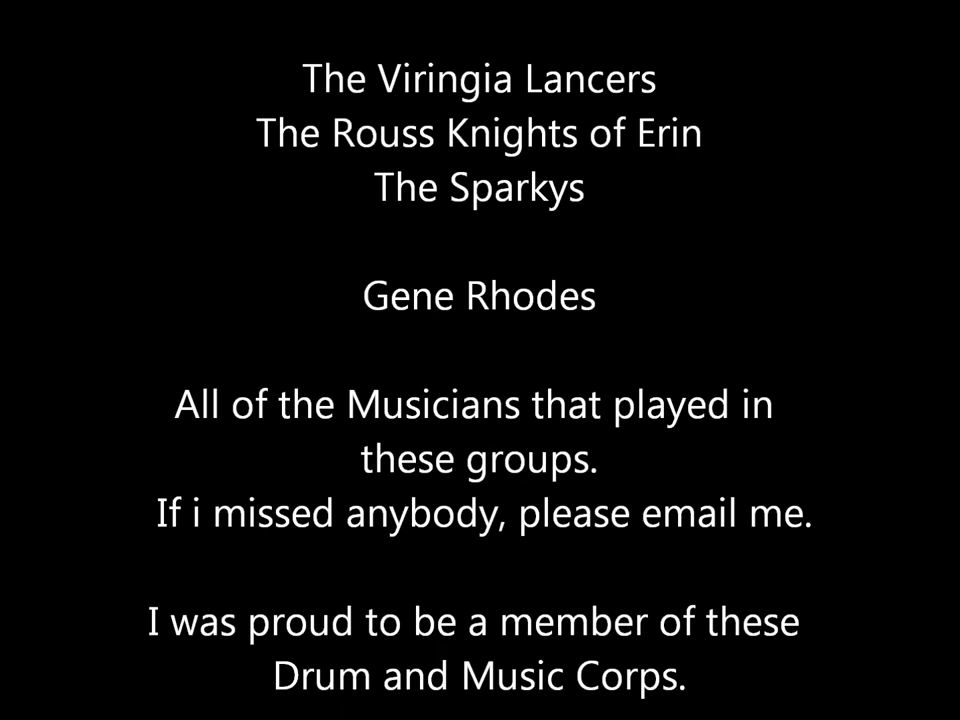 The Viringia Lancers
The Rouss Knights of Erin
The Sparkys
Gene Rhodes
All of the Musicians that played in
these groups.
If i missed anybody, please email me.
I was proud to be a member of these
Drum and Music Corps.